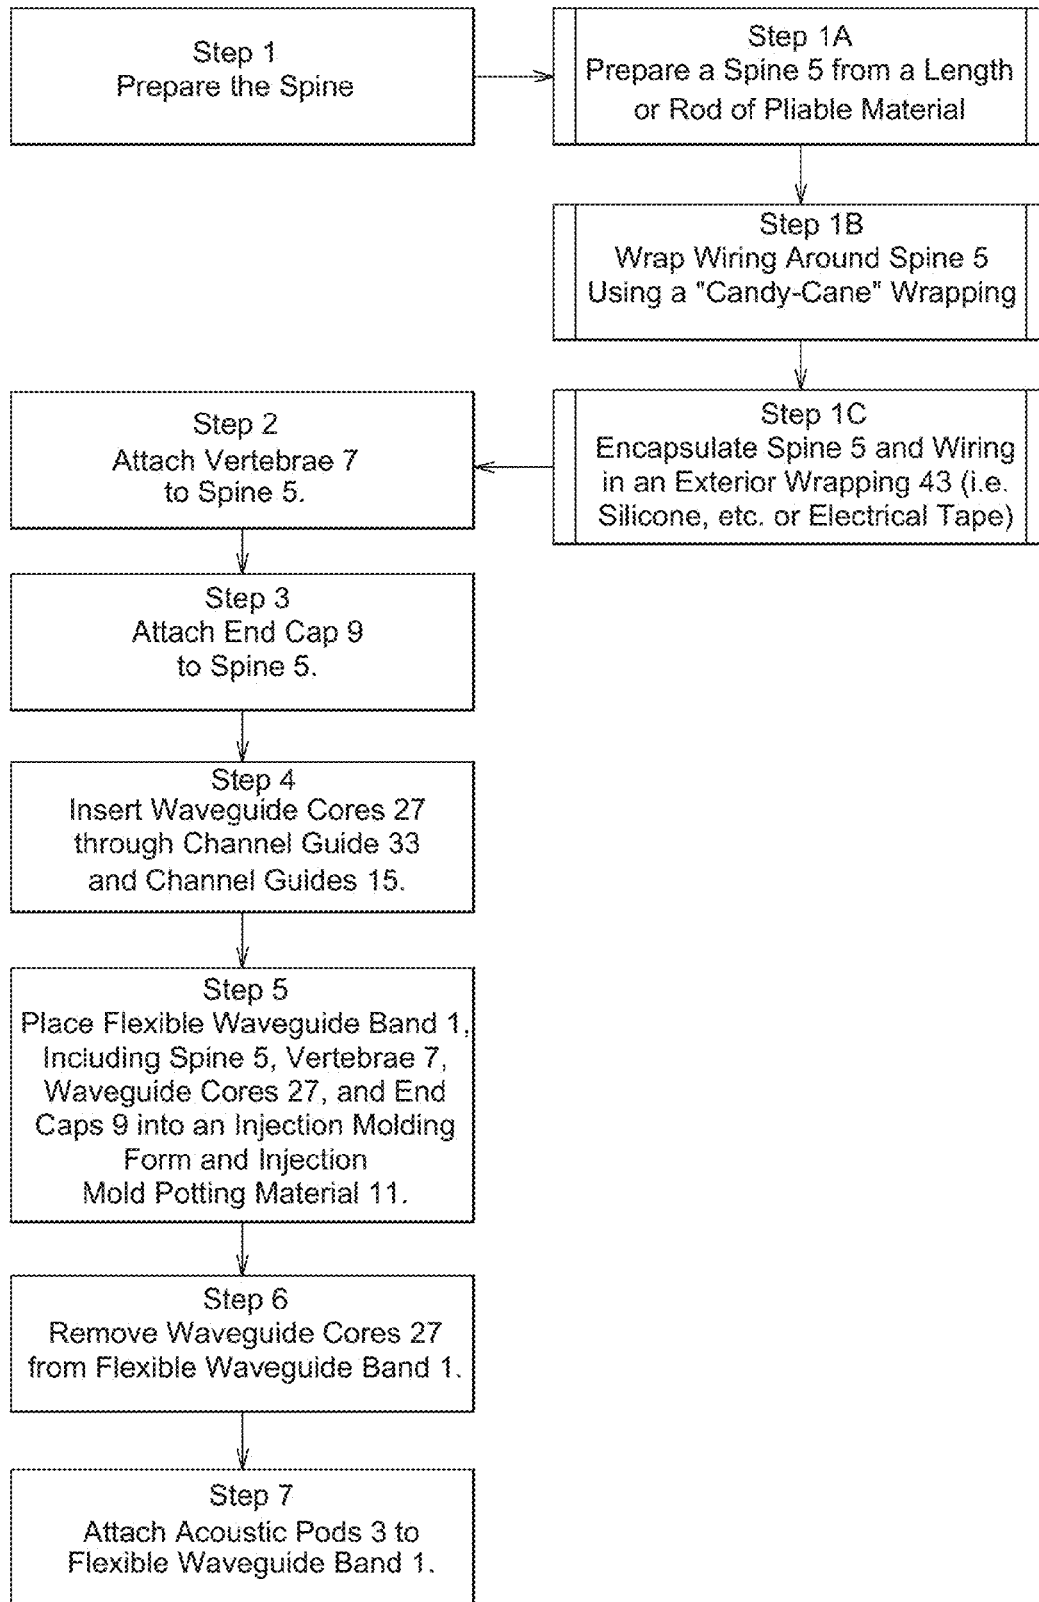 Step 1
Prepare the Spine
Step 1A
Prepare a Spine 5 from a Length
or Rod of Pliable Material
Step 1B
Wrap Wiring Around Spine 5
Using a "Candy-Cane" Wrapping
Step 1C
Encapsulate Spine 5 and Wiring
in an Exterior Wrapping 43 (i.e.
Silicone, etc. or Electrical Tape)
Step 2
Attach Vertebrae 7
to Spine 5.
Step 3
Attach End Cap 9
to Spine 5.
Step 4
Insert Waveguide Cores 27
through Channel Guide 33
and Channel Guides 15.
Step 5
Place Flexible Waveguide Band 1,
Including Spine 5, Vertebrae 7,
Waveguide Cores 27, and End
Caps 9 into an Injection Molding
Form and Injection
Mold Potting Material 11.
Step 6
Remove Waveguide Cores 27
from Flexible Waveguide Band 1.
Step 7
Attach Acoustic Pods 3 to
Flexible Waveguide Band 1.